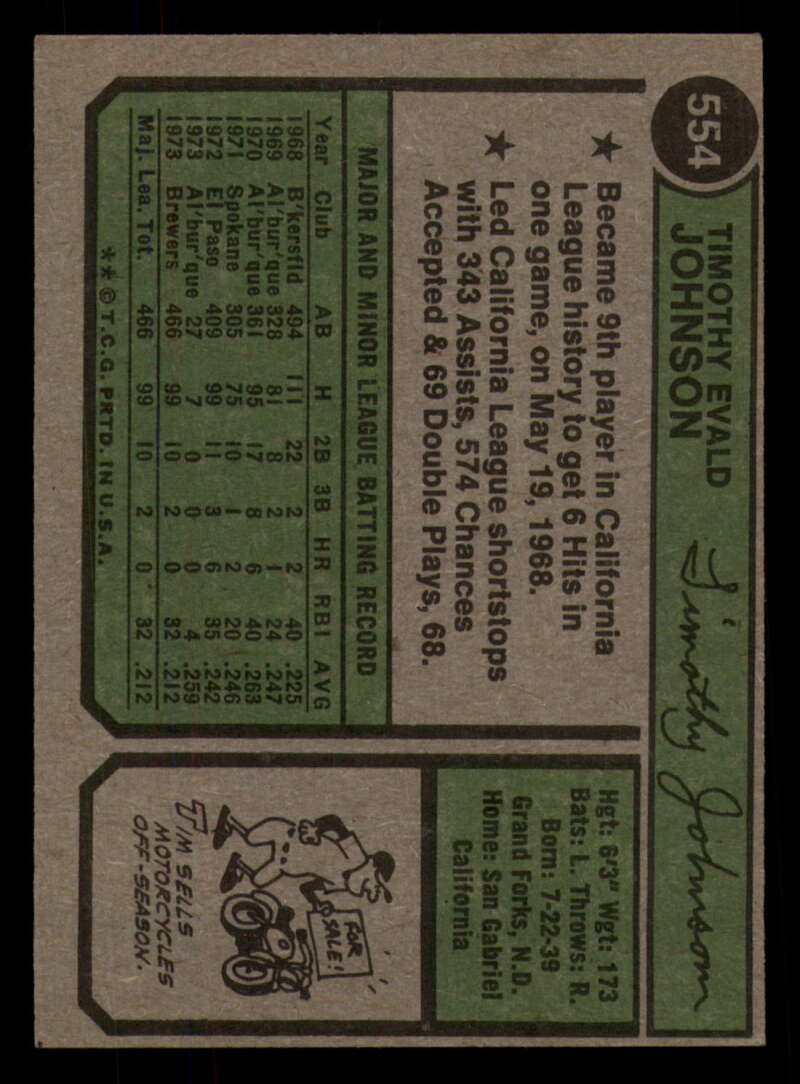 554
TIMOTHY EVALD
JOHNSON
Timothy Johnson
★ Became 9th player in California
League history to get 6 Hits in
one game, on May 19, 1968.
★ Led California League shortstops
with 343 Assists, 574 Chances
Accepted & 69 Double Plays, 68.
MAJOR AND MINOR LEAGUE BATTING RECORD
Year Club AB H 2B 3B HR RBI AVG
1968 B'kersfld 494 111 22 2 2 40 .225
1969 Al'bur'que 328 81 8 2 1 24 .247
1970 Al'bur'que 361 95 17 8 6 40 .263
1971 Spokane 305 75 10 1 2 20 .246
1972 El Paso 409 99 11 3 6 35 .242
1973 Al'bur'que 27 7 0 0 0 4 .259
1973 Brewers 466 99 10 2 0 32 .212
Maj. Lea. Tot. 466 99 10 2 0 32 .212
**©T.C.G. PRTD. IN U.S.A.
Hgt: 6'3" Wgt: 173
Bats: L. Throws: R.
Born: 7-22-39
Grand Forks, N.D.
Home: San Gabriel
California
FOR
SALE!
TIM SELLS
MOTORCYCLES
OFF-SEASON.